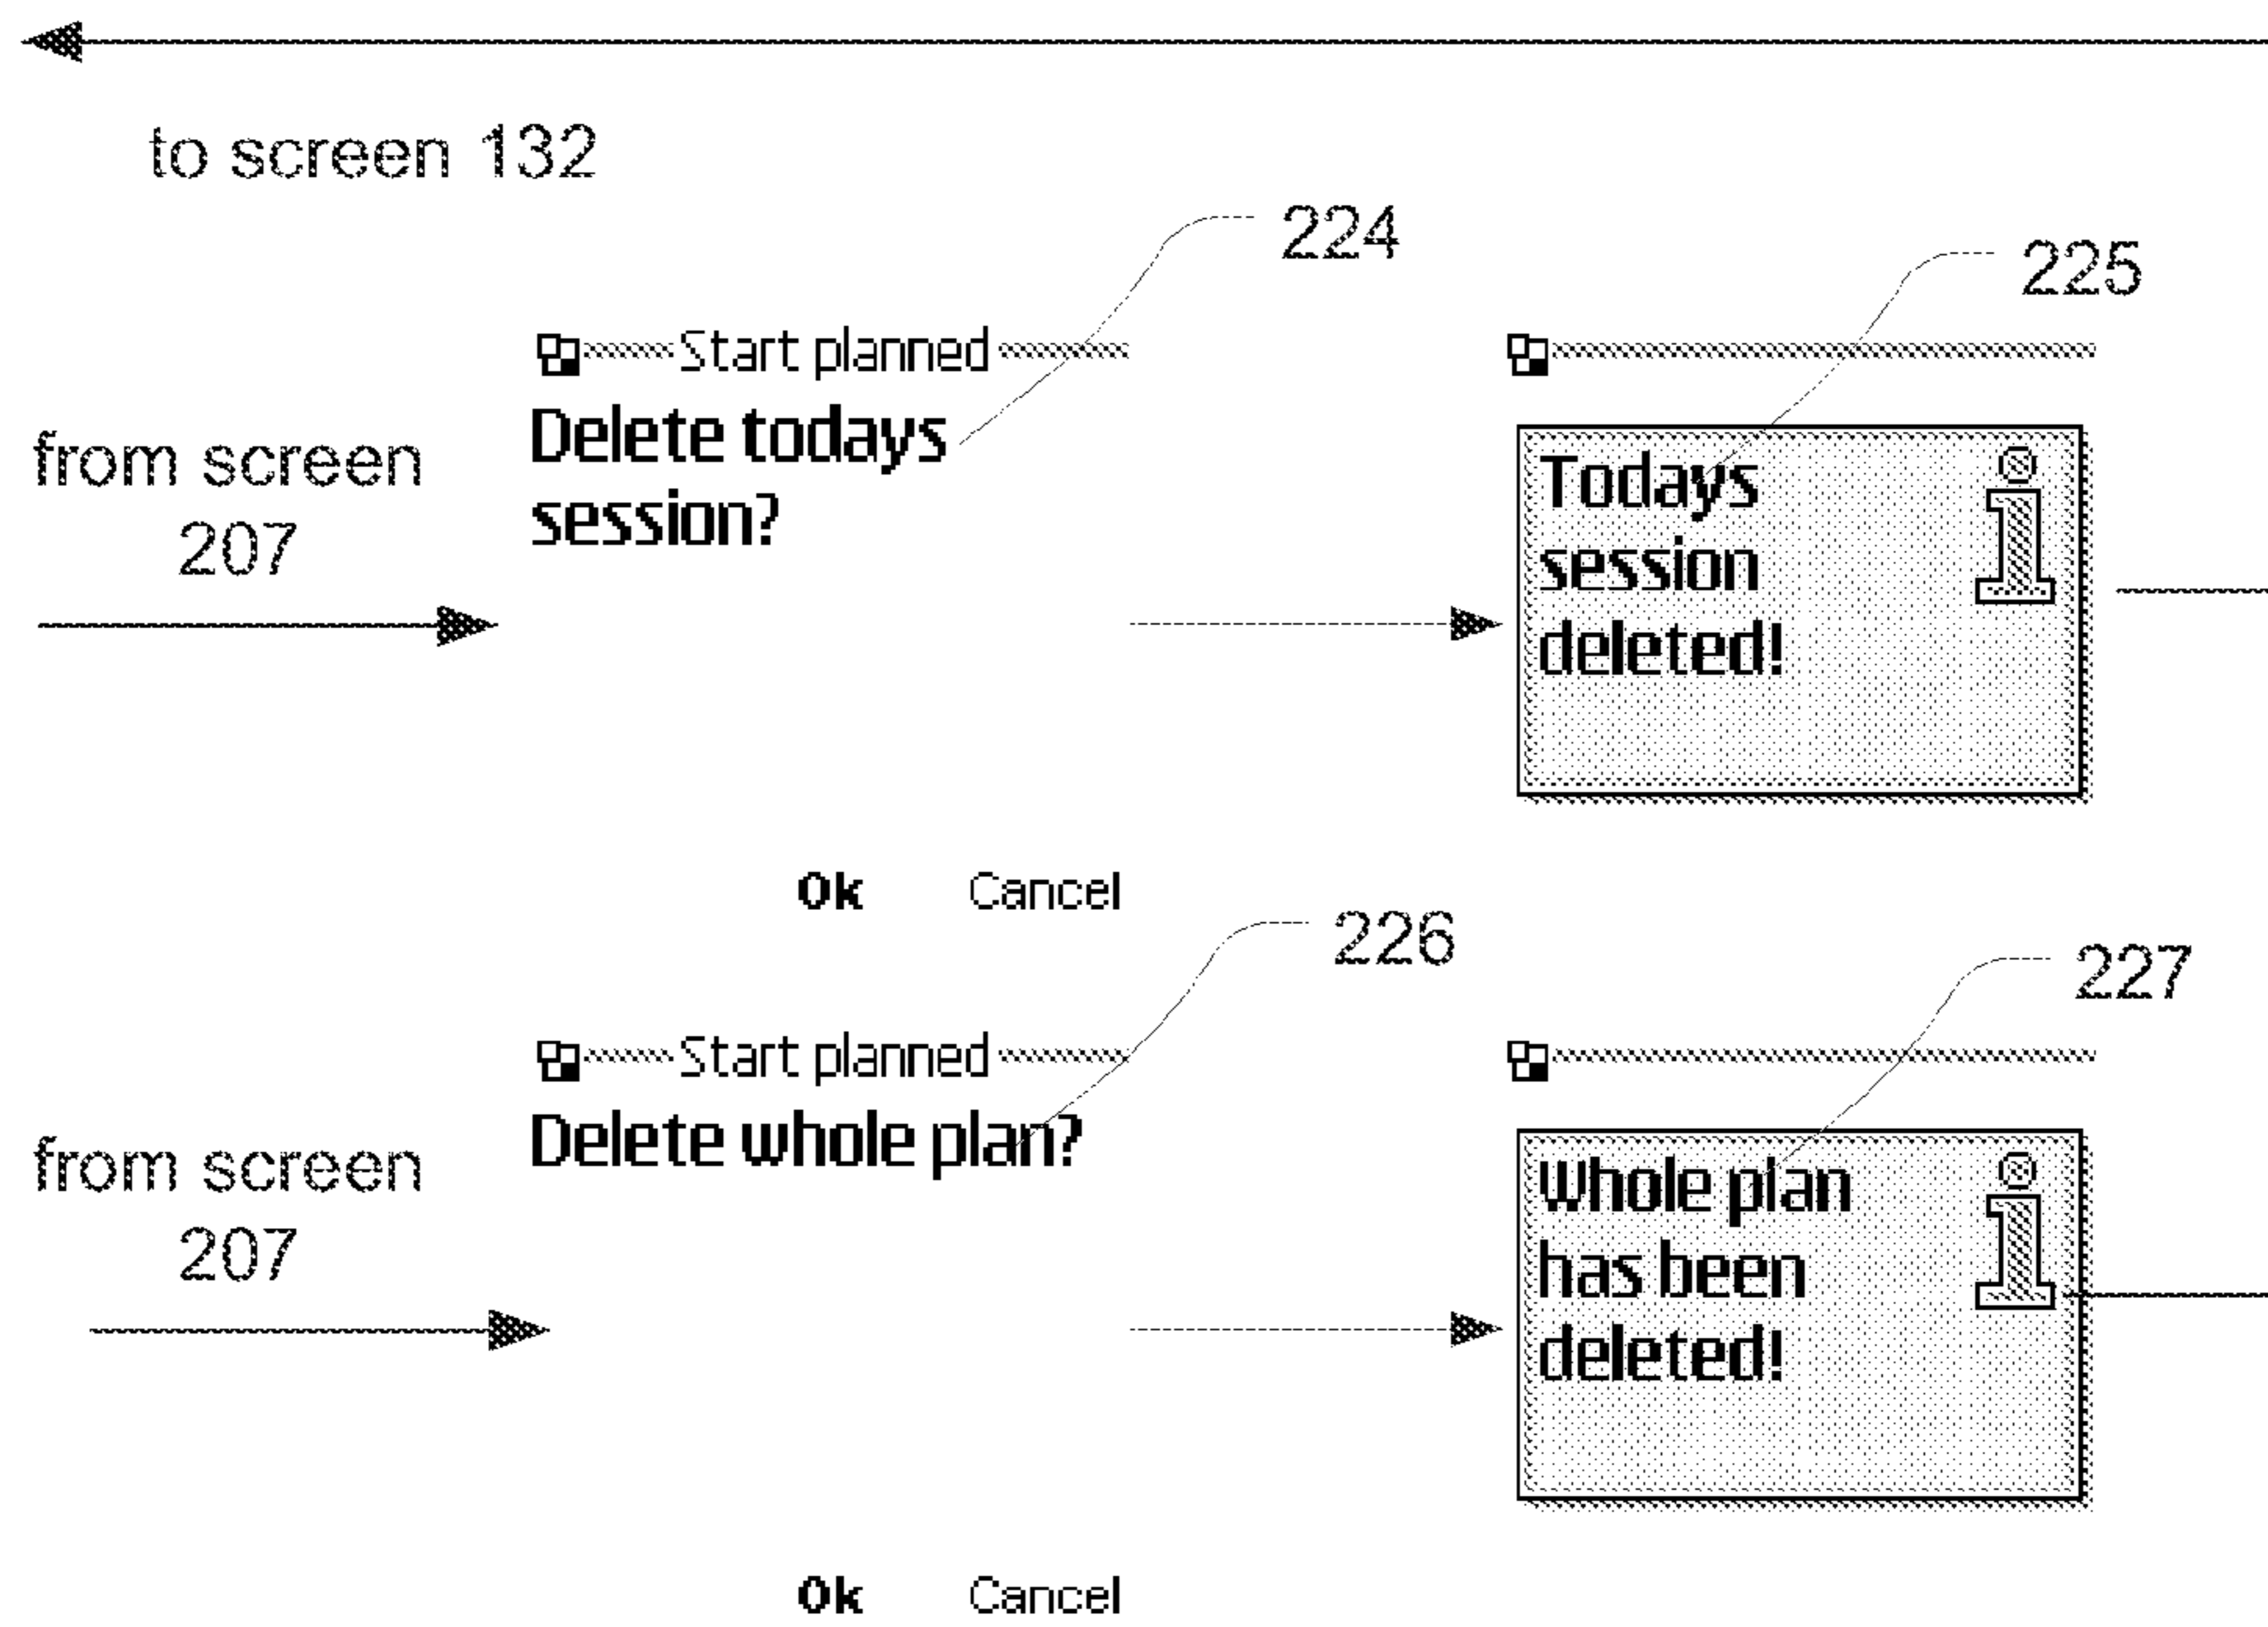 to screen 132
224
225
Start planned
Delete todays
session?
from screen
207
Todays
session
deleted!
Ok Cancel
226
227
Start planned
Delete whole plan?
from screen
207
Whole plan
has been
deleted!
Ok Cancel